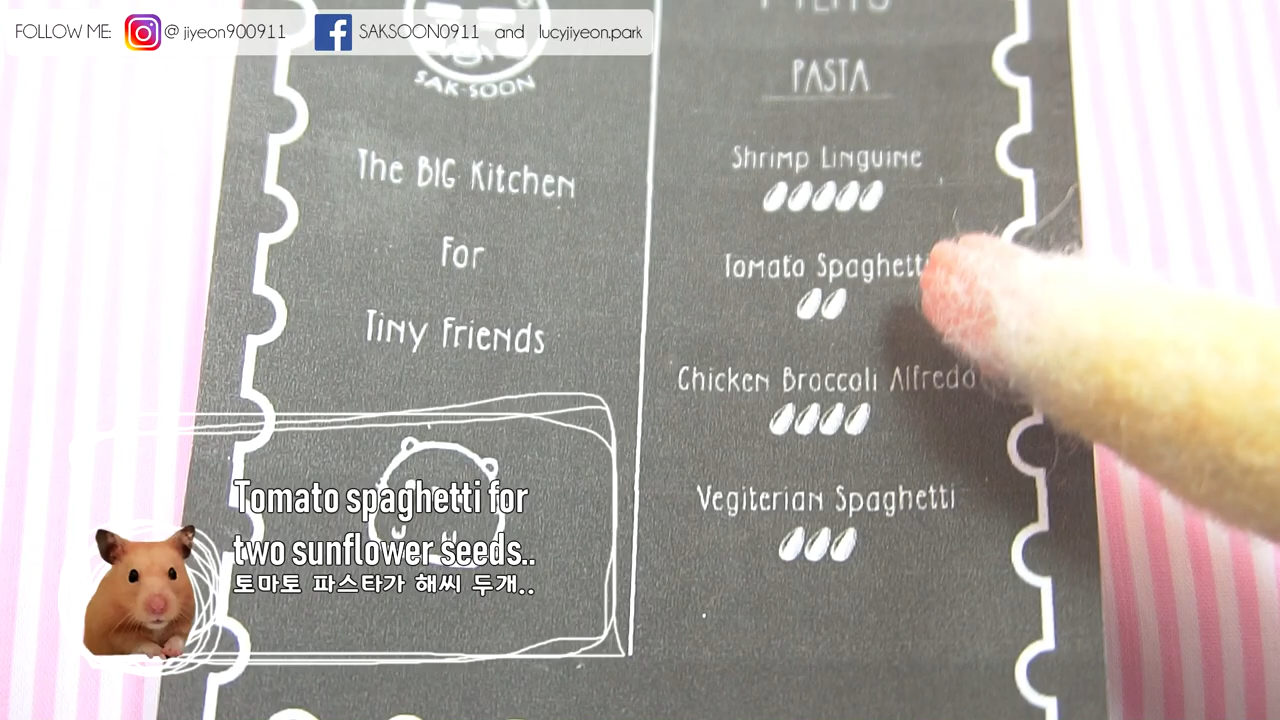 FOLLOW ME: @ jiyeon900911 SAKSOON0911 and lucyjiyeon.park
SAK-SOON
The BIG Kitchen
For
Tiny Friends
PASTA
Shrimp Linguine
Tomato Spaghetti
Chicken Broccoli Alfredo
Vegiterian Spaghetti
Tomato spaghetti for
two sunflower seeds..
토마토 파스타가 해씨 두개..